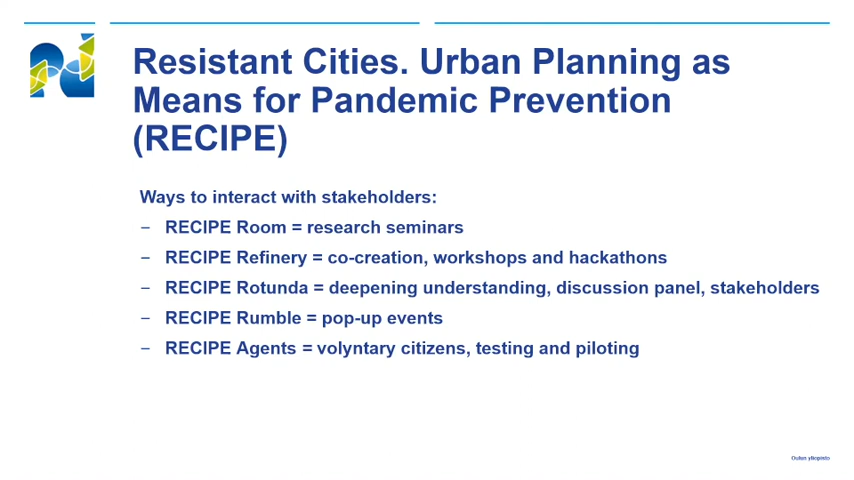 Resistant Cities. Urban Planning as
Means for Pandemic Prevention
(RECIPE)
Ways to interact with stakeholders:
– RECIPE Room = research seminars
– RECIPE Refinery = co-creation, workshops and hackathons
– RECIPE Rotunda = deepening understanding, discussion panel, stakeholders
– RECIPE Rumble = pop-up events
– RECIPE Agents = volyntary citizens, testing and piloting
Oulun yliopisto